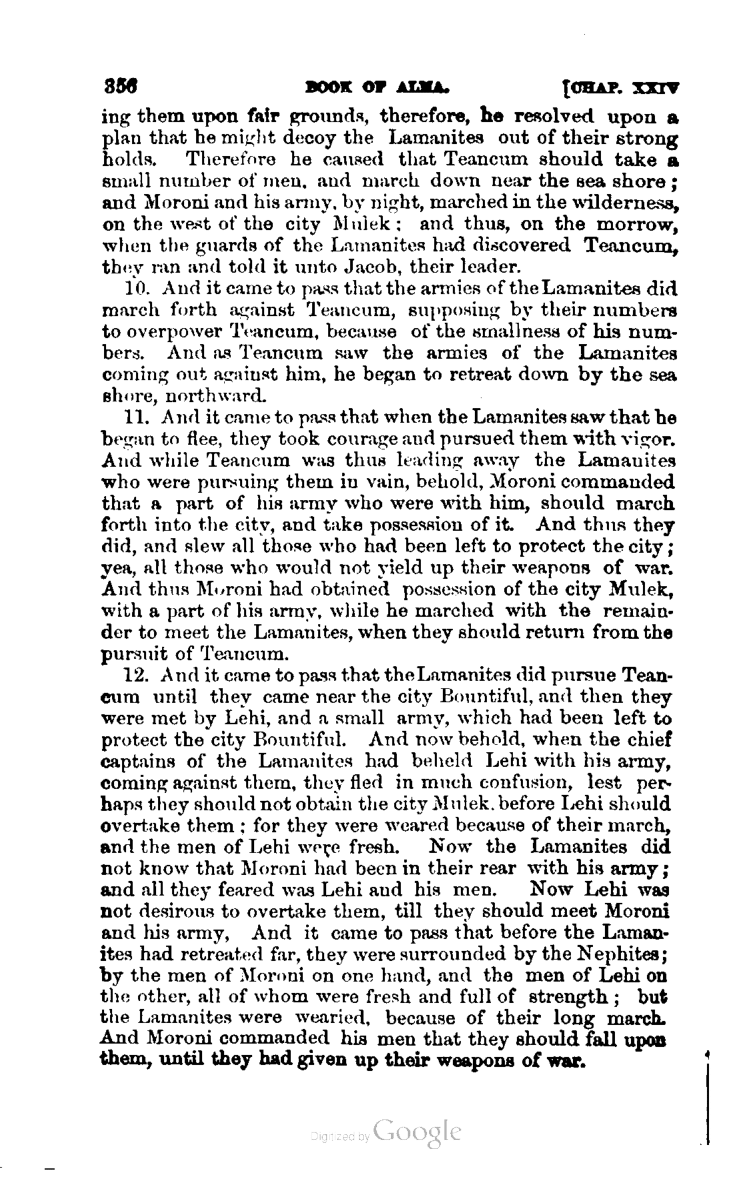 356 BOOK OF ALMA. [CHAP. XXIV
ing them upon fair grounds, therefore, he resolved upon a
plan that he might decoy the Lamanites out of their strong
holds. Therefore he caused that Teancum should take a
small number of men, and march down near the sea shore;
and Moroni and his army, by night, marched in the wilderness,
on the west of the city Mulek; and thus, on the morrow,
when the guards of the Lamanites had discovered Teancum,
they ran and told it unto Jacob, their leader.
10. And it came to pass that the armies of the Lamanites did
march forth against Teancum, supposing by their numbers
to overpower Teancum, because of the smallness of his num-
bers. And as Teancum saw the armies of the Lamanites
coming out against him, he began to retreat down by the sea
shore, northward.
11. And it came to pass that when the Lamanites saw that he
began to flee, they took courage and pursued them with vigor.
And while Teancum was thus leading away the Lamanites
who were pursuing them in vain, behold, Moroni commanded
that a part of his army who were with him, should march
forth into the city, and take possession of it. And thus they
did, and slew all those who had been left to protect the city;
yea, all those who would not yield up their weapons of war.
And thus Moroni had obtained possession of the city Mulek,
with a part of his army, while he marched with the remain-
der to meet the Lamanites, when they should return from the
pursuit of Teancum.
12. And it came to pass that the Lamanites did pursue Tean-
cum until they came near the city Bountiful, and then they
were met by Lehi, and a small army, which had been left to
protect the city Bountiful. And now behold, when the chief
captains of the Lamanites had beheld Lehi with his army,
coming against them, they fled in much confusion, lest per-
haps they should not obtain the city Mulek, before Lehi should
overtake them; for they were weared because of their march,
and the men of Lehi were fresh. Now the Lamanites did
not know that Moroni had been in their rear with his army;
and all they feared was Lehi and his men. Now Lehi was
not desirous to overtake them, till they should meet Moroni
and his army, And it came to pass that before the Laman-
ites had retreated far, they were surrounded by the Nephites;
by the men of Moroni on one hand, and the men of Lehi on
the other, all of whom were fresh and full of strength; but
the Lamanites were wearied, because of their long march.
And Moroni commanded his men that they should fall upon
them, until they had given up their weapons of war.
Digitized by Google